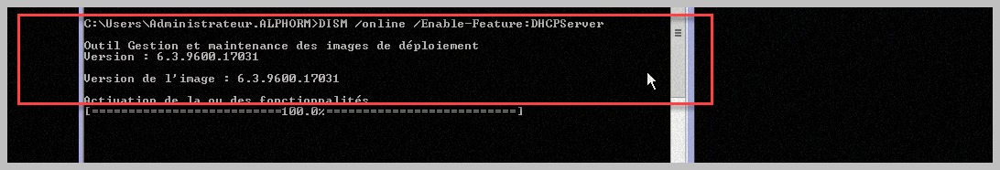 C:\Users\Administrateur.ALPHORM>DISM /online /Enable-Feature:DHCPServer
Outil Gestion et maintenance des images de déploiement
Version : 6.3.9600.17031
Version de l'image : 6.3.9600.17031
Activation de la ou des fonctionnalités
[==========================100.0%==========================]